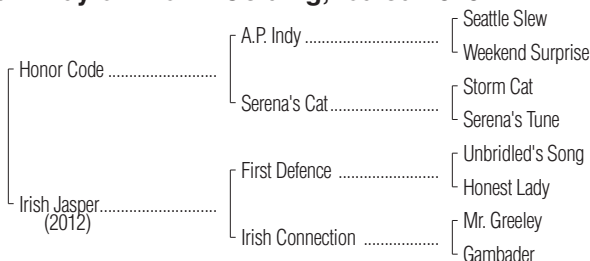 Seattle Slew
A.P. Indy
Weekend Surprise
Honor Code
Storm Cat
Serena's Cat
Serena's Tune
Unbridled's Song
First Defence
Honest Lady
Irish Jasper
(2012)
Mr. Greeley
Irish Connection
Gambader